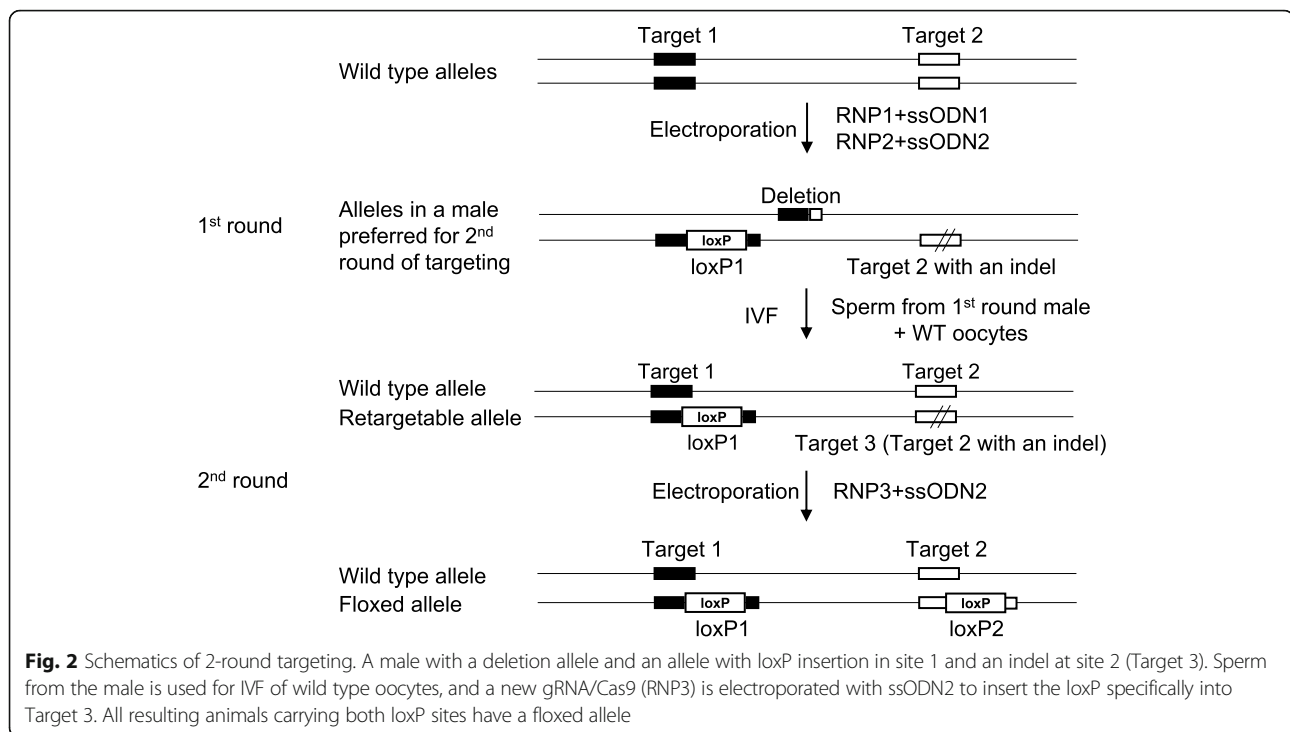 Target 1 Target 2
Wild type alleles
Electroporation RNP1+ssODN1
RNP2+ssODN2
Deletion
1st round
Alleles in a male
preferred for 2nd
round of targeting
loxP
loxP1 Target 2 with an indel
IVF Sperm from 1st round male
+ WT oocytes
Target 1 Target 2
Wild type allele
Retargetable allele loxP
loxP1 Target 3 (Target 2 with an indel)
2nd round
Electroporation RNP3+ssODN2
Target 1 Target 2
Wild type allele
Floxed allele loxP loxP
loxP1 loxP2
Fig. 2 Schematics of 2-round targeting. A male with a deletion allele and an allele with loxP insertion in site 1 and an indel at site 2 (Target 3). Sperm
from the male is used for IVF of wild type oocytes, and a new gRNA/Cas9 (RNP3) is electroporated with ssODN2 to insert the loxP specifically into
Target 3. All resulting animals carrying both loxP sites have a floxed allele